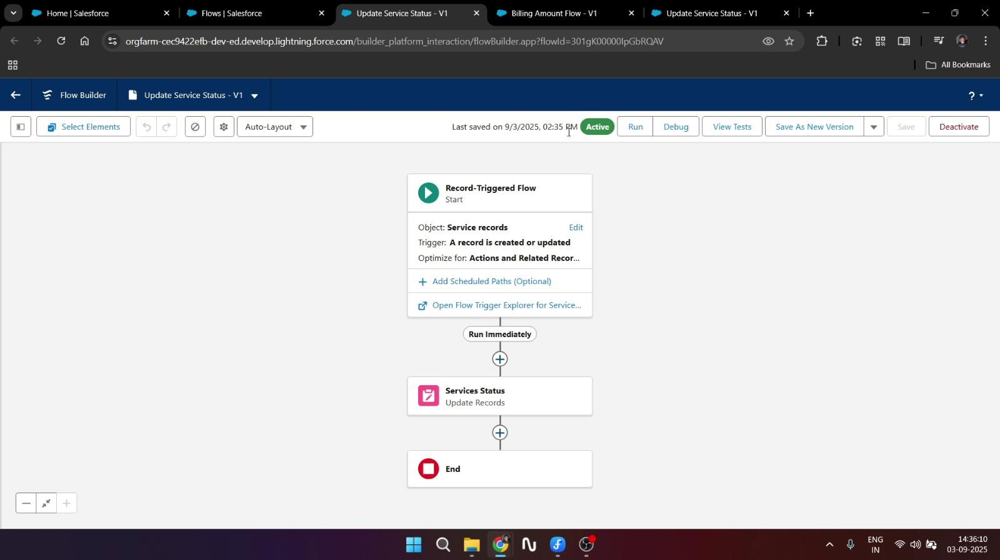 Home | Salesforce
Flows | Salesforce
Update Service Status - V1
Billing Amount Flow - V1
Update Service Status - V1
orgfarm-cec9422efb-dev-ed.develop.lightning.force.com/builder_platform_interaction/flowBuilder.app?flowId=301gK00000IpGbRQAV
All Bookmarks
Flow Builder
Update Service Status - V1
?
Select Elements
Auto-Layout
Last saved on 9/3/2025, 02:35 PM
Active
Run
Debug
View Tests
Save As New Version
Save
Deactivate
Record-Triggered Flow
Start
Object: Service records
Edit
Trigger: A record is created or updated
Optimize for: Actions and Related Recor...
Add Scheduled Paths (Optional)
Open Flow Trigger Explorer for Service...
Run Immediately
Services Status
Update Records
End
ENG
IN
14:36:10
03-09-2025